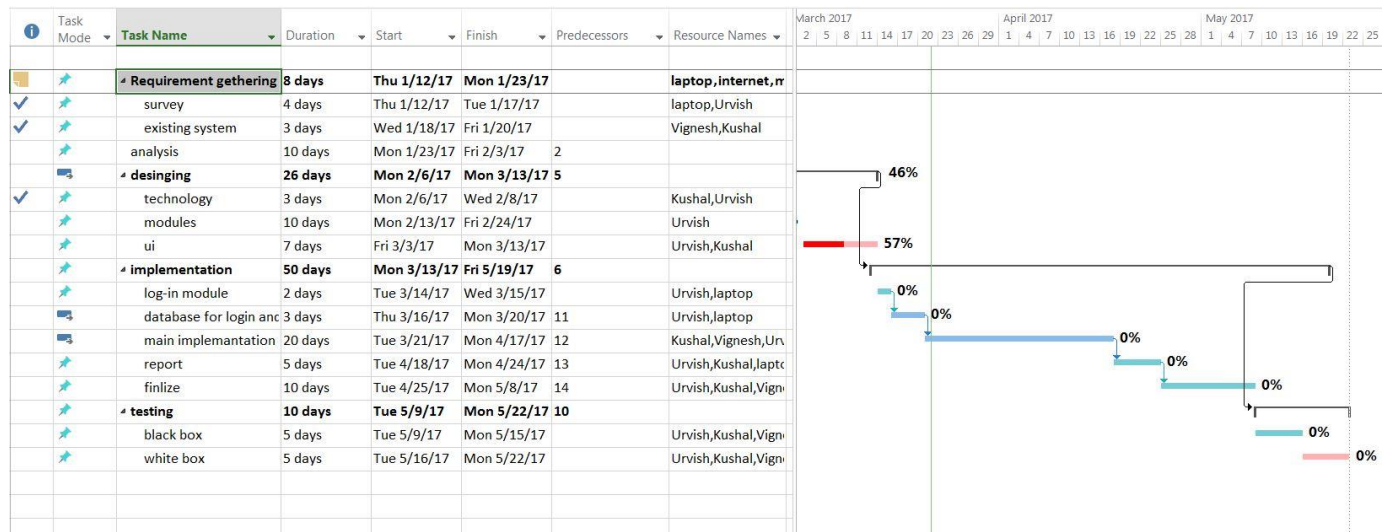 Task Mode Task Name Duration Start Finish Predecessors Resource Names
March 2017 April 2017 May 2017
2 5 8 11 14 17 20 23 26 29 1 4 7 10 13 16 19 22 25 28 1 4 7 10 13 16 19 22 25
Requirement gethering 8 days Thu 1/12/17 Mon 1/23/17 laptop,internet,m
survey 4 days Thu 1/12/17 Tue 1/17/17 laptop,Urvish
existing system 3 days Wed 1/18/17 Fri 1/20/17 Vignesh,Kushal
analysis 10 days Mon 1/23/17 Fri 2/3/17 2
desinging 26 days Mon 2/6/17 Mon 3/13/17 5 46%
technology 3 days Mon 2/6/17 Wed 2/8/17 Kushal,Urvish
modules 10 days Mon 2/13/17 Fri 2/24/17 Urvish
ui 7 days Fri 3/3/17 Mon 3/13/17 Urvish,Kushal 57%
implementation 50 days Mon 3/13/17 Fri 5/19/17 6
log-in module 2 days Tue 3/14/17 Wed 3/15/17 Urvish,laptop 0%
database for login and 3 days Thu 3/16/17 Mon 3/20/17 12 Urvish,laptop 0%
main implemantation 20 days Tue 3/21/17 Mon 4/17/17 12 Kushal,Vignesh,Urv 0%
report 5 days Tue 4/18/17 Mon 4/24/17 13 Urvish,Kushal,lapto 0%
finlize 10 days Tue 4/25/17 Mon 5/8/17 14 Urvish,Kushal,Vign 0%
testing 10 days Tue 5/9/17 Mon 5/22/17 10
black box 5 days Tue 5/9/17 Mon 5/15/17 Urvish,Kushal,Vign 0%
white box 5 days Tue 5/16/17 Mon 5/22/17 Urvish,Kushal,Vign 0%